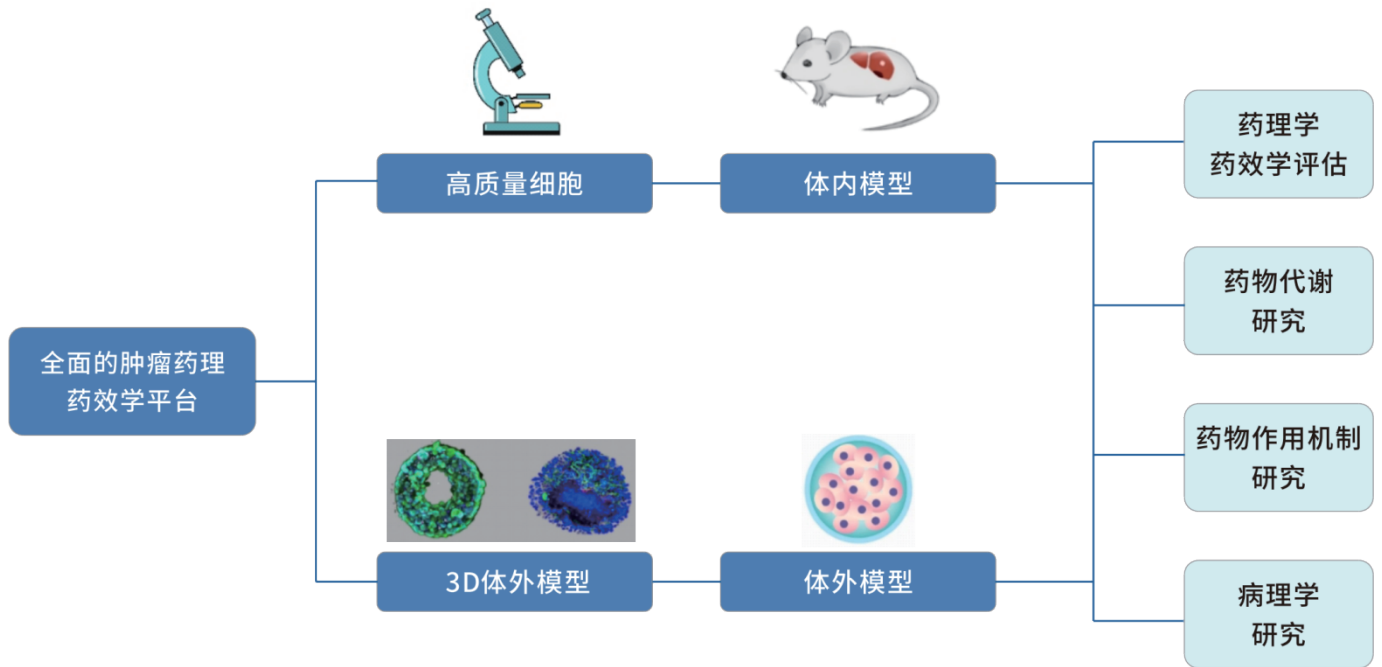 全面的肿瘤药理
药效学平台
高质量细胞
体内模型
3D体外模型
体外模型
药理学
药效学评估
药物代谢
研究
药物作用机制
研究
病理学
研究